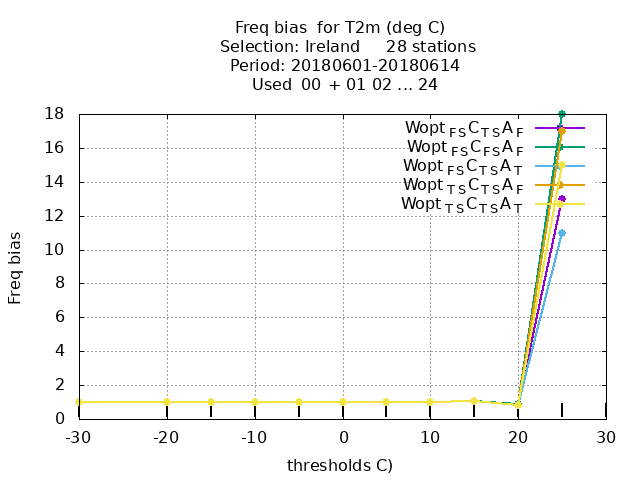 Freq bias  for T2m (deg C)
Selection: Ireland     28 stations
Period: 20180601-20180614
Used  00 + 01 02 ... 24
Freq bias
18
16
14
12
10
8
6
4
2
0
Wopt FS C TS A F
Wopt FS C FS A F
Wopt FS C TS A T
Wopt TS C TS A F
Wopt TS C TS A T
-30 -20 -10 0 10 20 30
thresholds C)